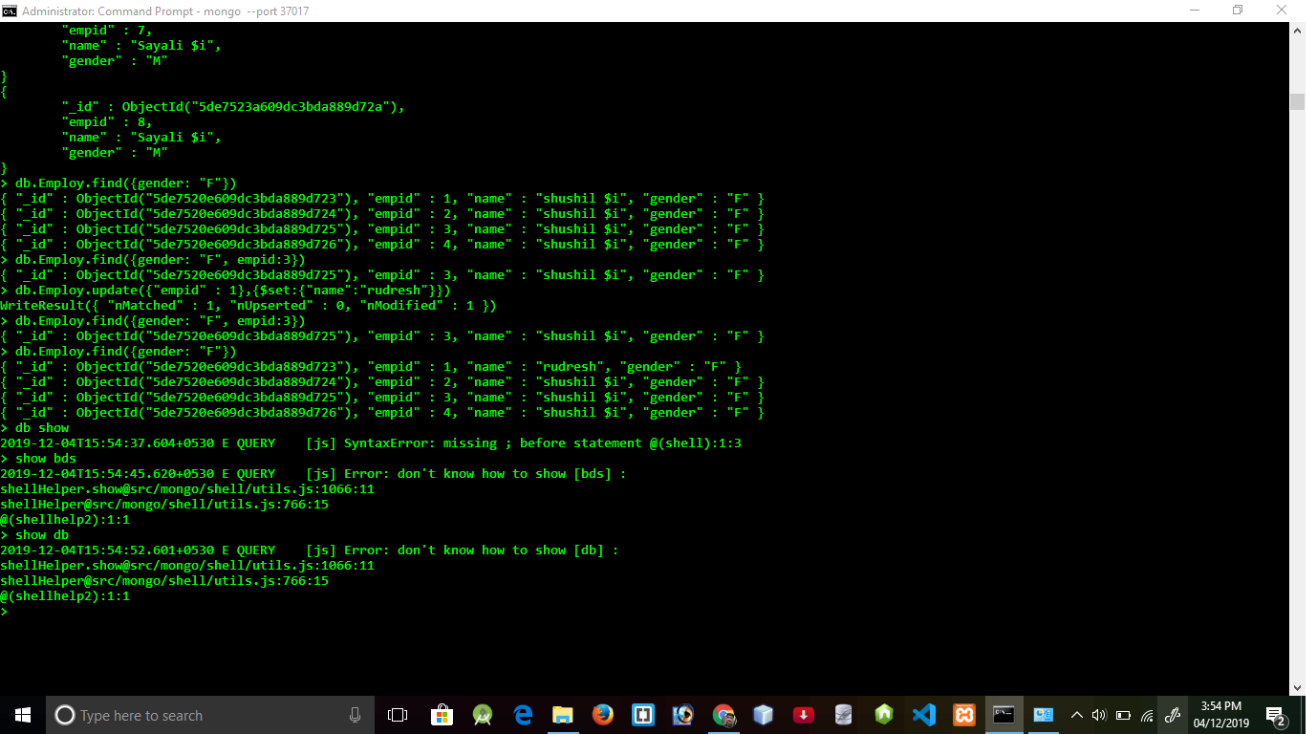 Administrator: Command Prompt - mongo  --port 37017
"empid" : 7,
"name" : "Sayali $i",
"gender" : "M"
}
{
"_id" : ObjectId("5de7523a609dc3bda889d72a"),
"empid" : 8,
"name" : "Sayali $i",
"gender" : "M"
}
> db.Employ.find({gender: "F"})
{ "_id" : ObjectId("5de7520e609dc3bda889d723"), "empid" : 1, "name" : "shushil $i", "gender" : "F" }
{ "_id" : ObjectId("5de7520e609dc3bda889d724"), "empid" : 2, "name" : "shushil $i", "gender" : "F" }
{ "_id" : ObjectId("5de7520e609dc3bda889d725"), "empid" : 3, "name" : "shushil $i", "gender" : "F" }
{ "_id" : ObjectId("5de7520e609dc3bda889d726"), "empid" : 4, "name" : "shushil $i", "gender" : "F" }
> db.Employ.find({gender: "F", empid:3})
{ "_id" : ObjectId("5de7520e609dc3bda889d725"), "empid" : 3, "name" : "shushil $i", "gender" : "F" }
> db.Employ.update({"empid" : 1},{$set:{"name":"rudresh"}})
WriteResult({ "nMatched" : 1, "nUpserted" : 0, "nModified" : 1 })
> db.Employ.find({gender: "F", empid:3})
{ "_id" : ObjectId("5de7520e609dc3bda889d725"), "empid" : 3, "name" : "shushil $i", "gender" : "F" }
> db.Employ.find({gender: "F"})
{ "_id" : ObjectId("5de7520e609dc3bda889d723"), "empid" : 1, "name" : "rudresh", "gender" : "F" }
{ "_id" : ObjectId("5de7520e609dc3bda889d724"), "empid" : 2, "name" : "shushil $i", "gender" : "F" }
{ "_id" : ObjectId("5de7520e609dc3bda889d725"), "empid" : 3, "name" : "shushil $i", "gender" : "F" }
{ "_id" : ObjectId("5de7520e609dc3bda889d726"), "empid" : 4, "name" : "shushil $i", "gender" : "F" }
> db show
2019-12-04T15:54:37.604+0530 E QUERY    [js] SyntaxError: missing ; before statement @(shell):1:3
> show bds
2019-12-04T15:54:45.620+0530 E QUERY    [js] Error: don't know how to show [bds] :
shellHelper.show@src/mongo/shell/utils.js:1066:11
shellHelper@src/mongo/shell/utils.js:766:15
@(shellhelp2):1:1
> show db
2019-12-04T15:54:52.601+0530 E QUERY    [js] Error: don't know how to show [db] :
shellHelper.show@src/mongo/shell/utils.js:1066:11
shellHelper@src/mongo/shell/utils.js:766:15
@(shellhelp2):1:1
>
Type here to search
3:54 PM
04/12/2019
2